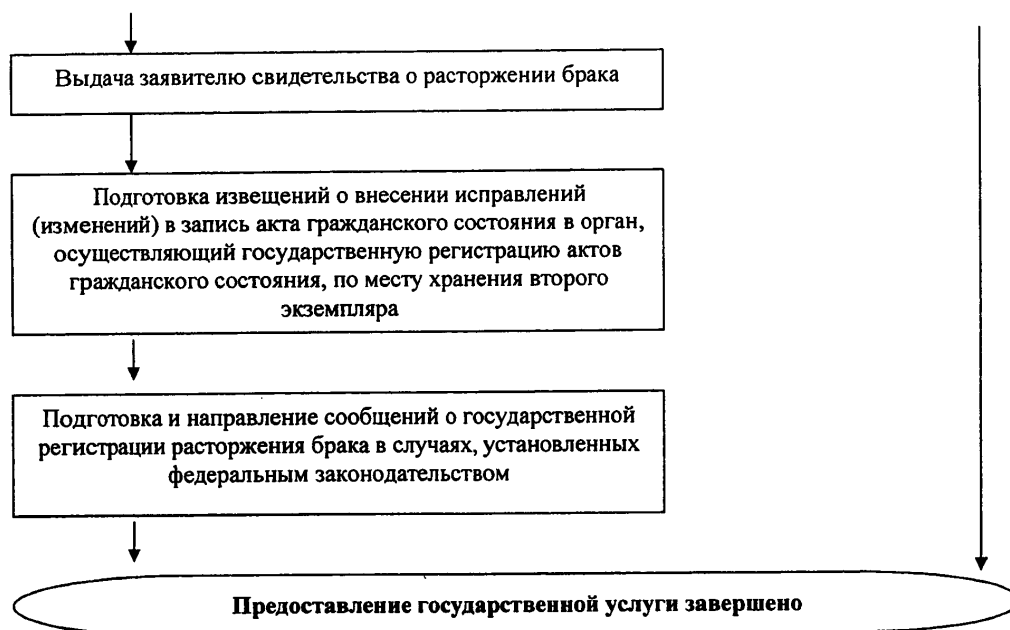 Выдача заявителю свидетельства о расторжении брака
Подготовка извещений о внесении исправлений
(изменений) в запись акта гражданского состояния в орган,
осуществляющий государственную регистрацию актов
гражданского состояния, по месту хранения второго
экземпляра
Подготовка и направление сообщений о государственной
регистрации расторжения брака в случаях, установленных
федеральным законодательством
Предоставление государственной услуги завершено